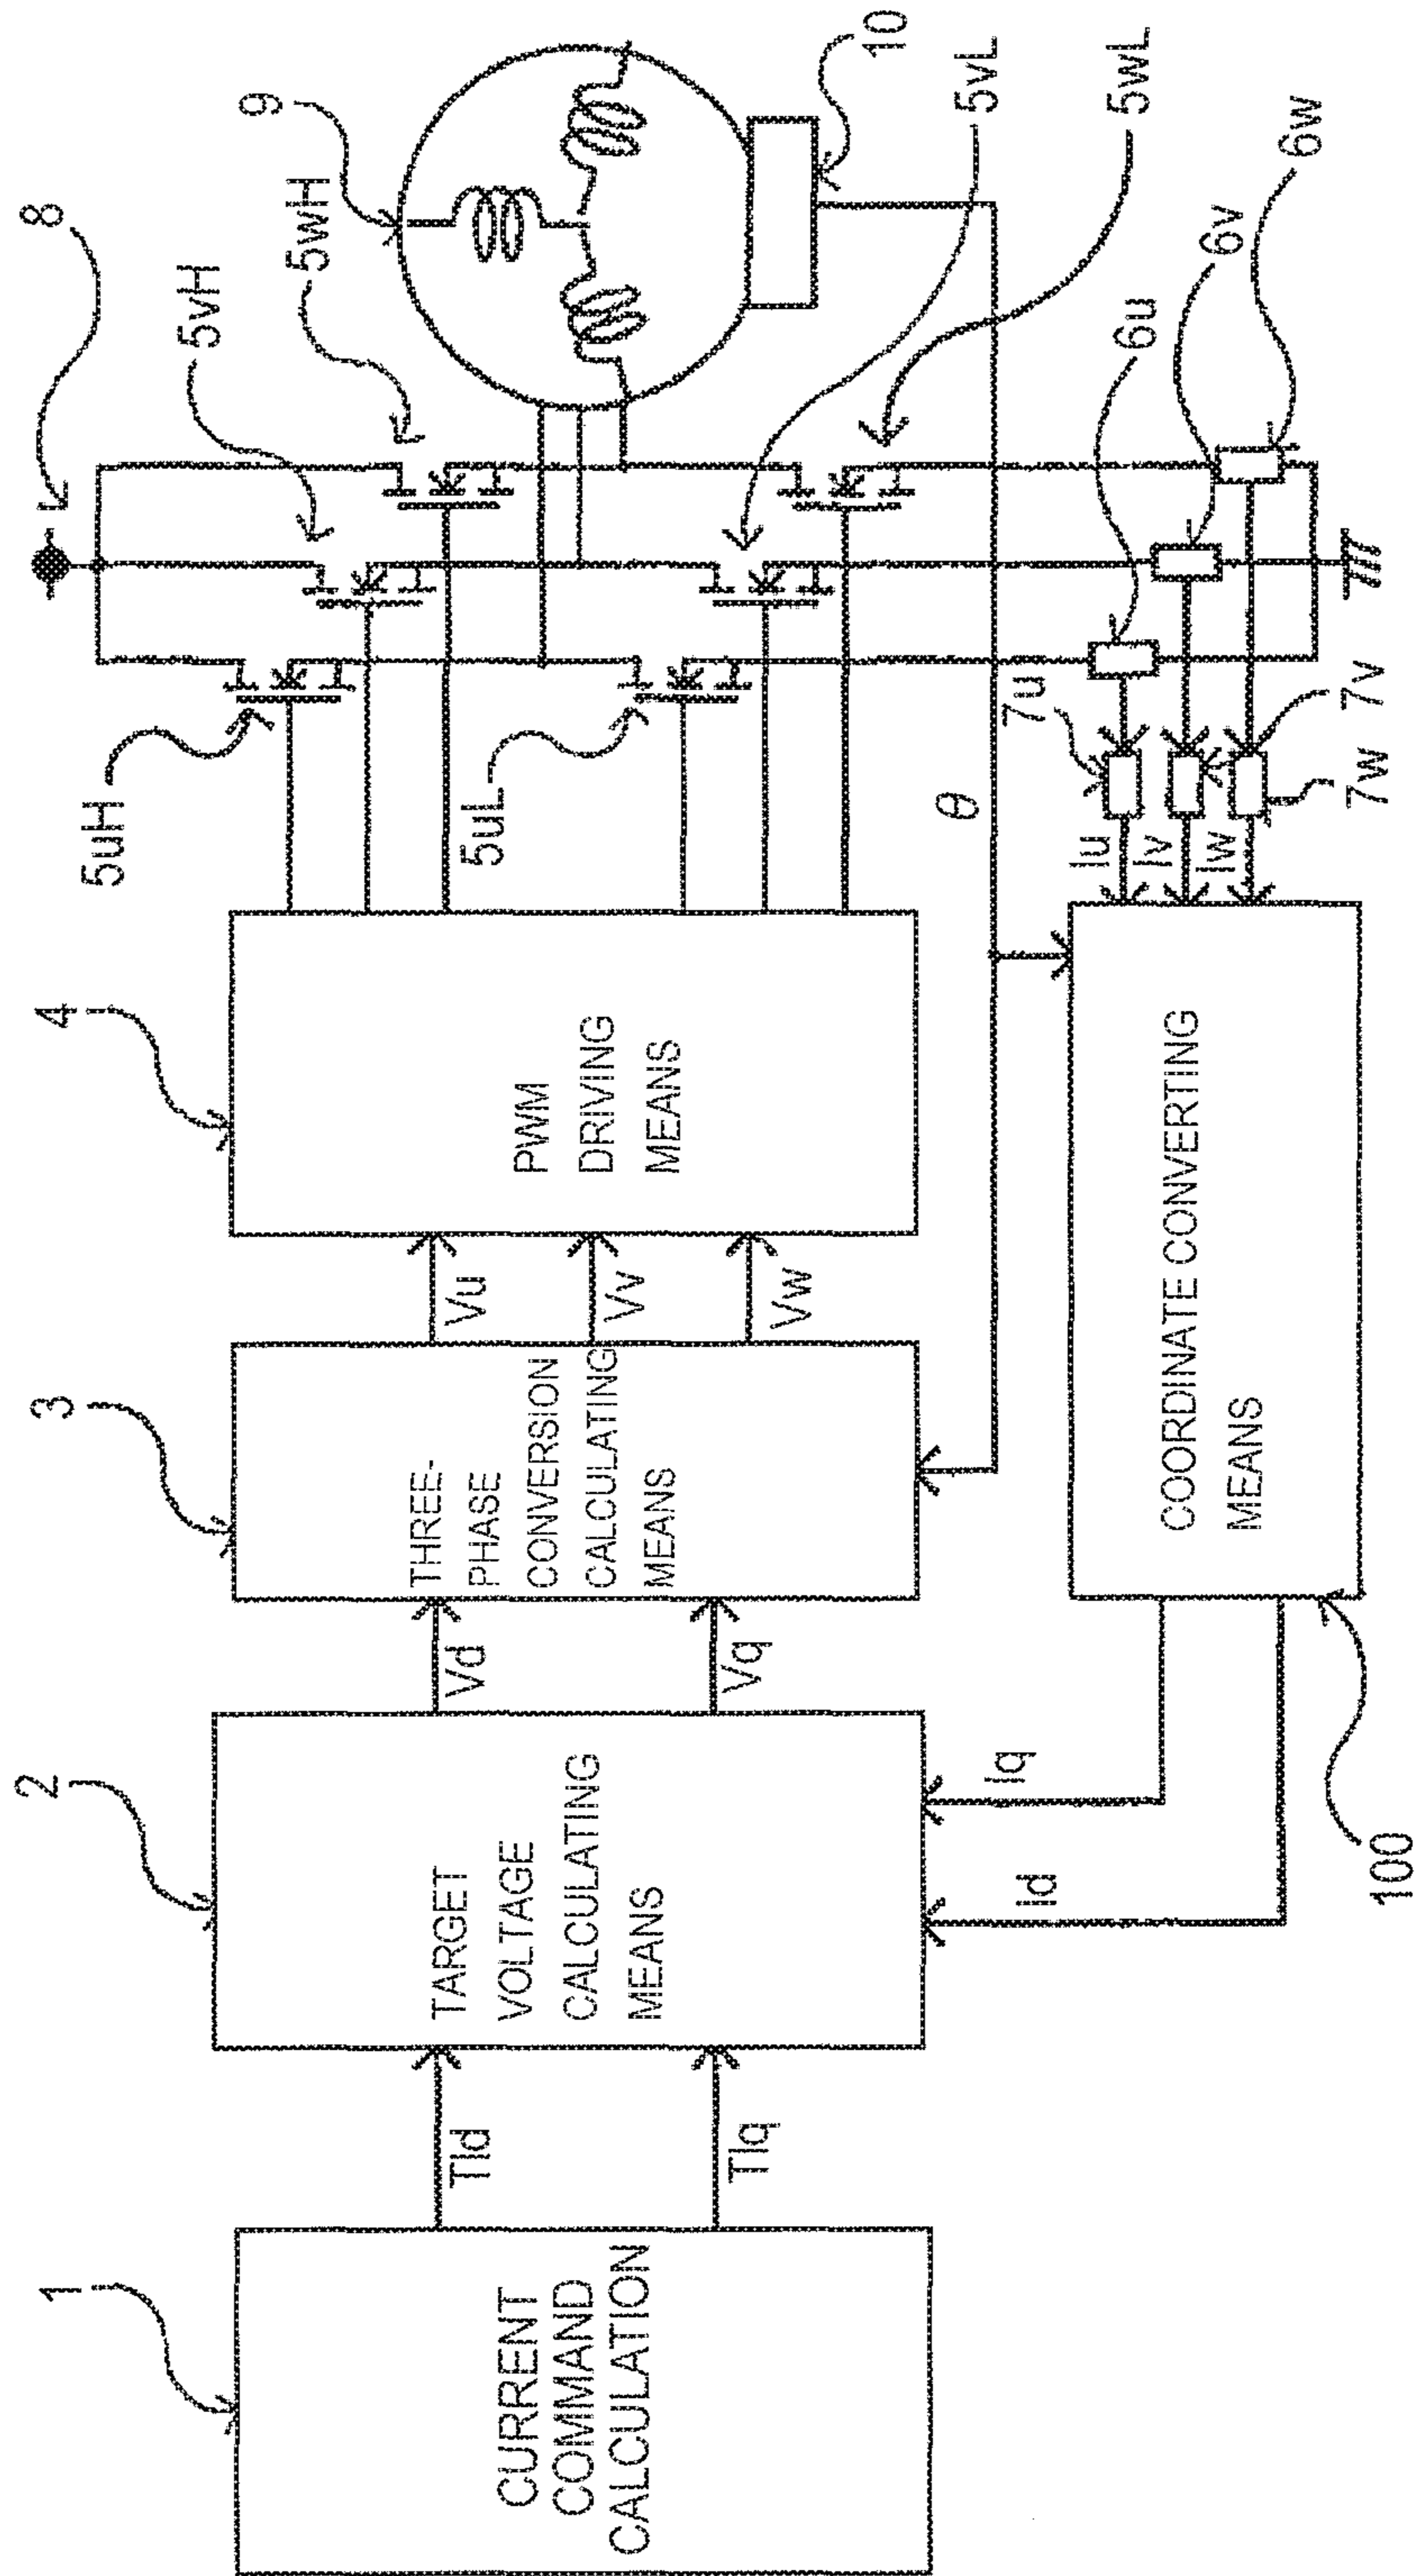 1
CURRENT
COMMAND
CALCULATION
TId
TIq
2
TARGET
VOLTAGE
CALCULATING
MEANS
Vd
Vq
Iq
Id
3
THREE-
PHASE
CONVERSION
CALCULATING
MEANS
Vu
Vv
Vw
4
PWM
DRIVING
MEANS
5uH
5uL
5vH
5wH
8
9
10
5vL
5wL
6u
6v
6w
7u
7v
7w
θ
Iu
Iv
Iw
COORDINATE CONVERTING
MEANS
100